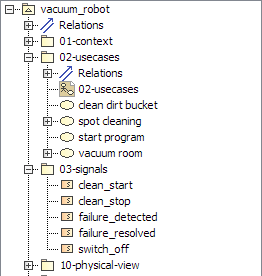 vacuum_robot
Relations
01-context
02-usecases
Relations
02-usecases
clean dirt bucket
spot cleaning
start program
vacuum room
03-signals
S clean_start
S clean_stop
S failure_detected
S failure_resolved
S switch_off
10-physical-view